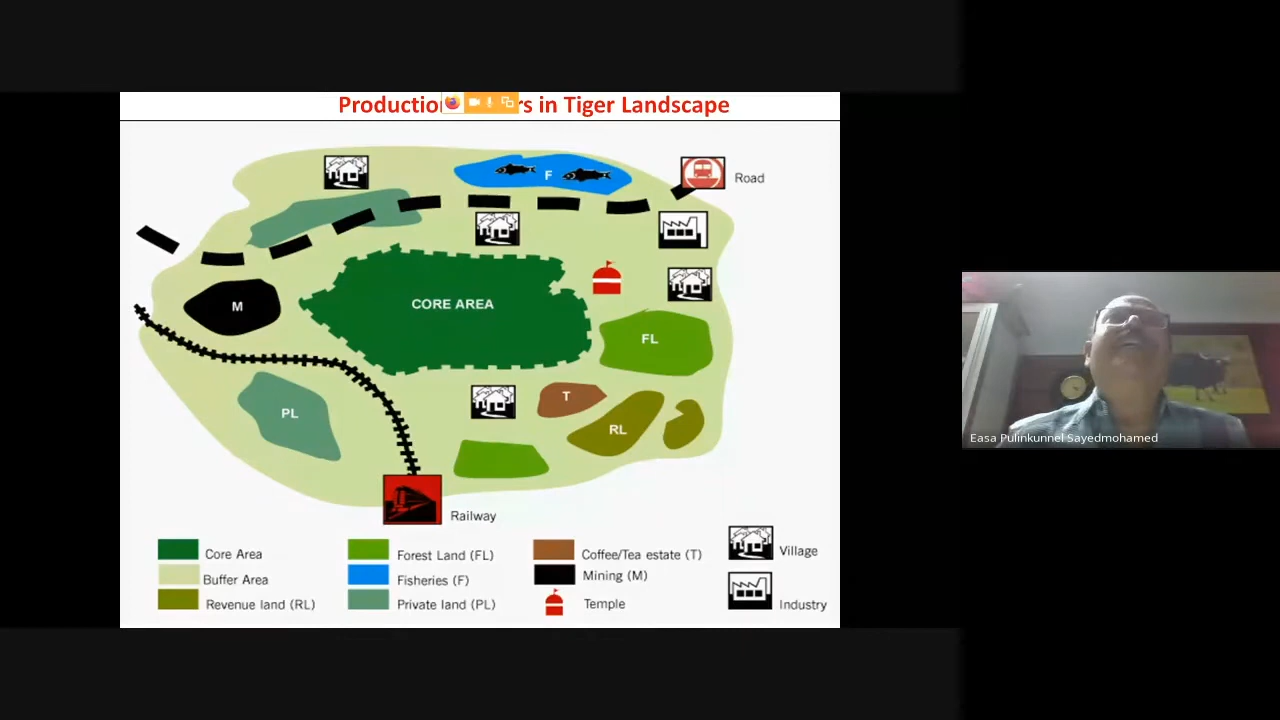 Productio rs in Tiger Landscape
Road
F
M
CORE AREA
FL
T
PL
RL
Railway
Core Area
Forest Land (FL)
Coffee/Tea estate (T)
Village
Buffer Area
Fisheries (F)
Mining (M)
Revenue land (RL)
Private land (PL)
Temple
Industry
Easa Pulinkunnel Sayedmohamed